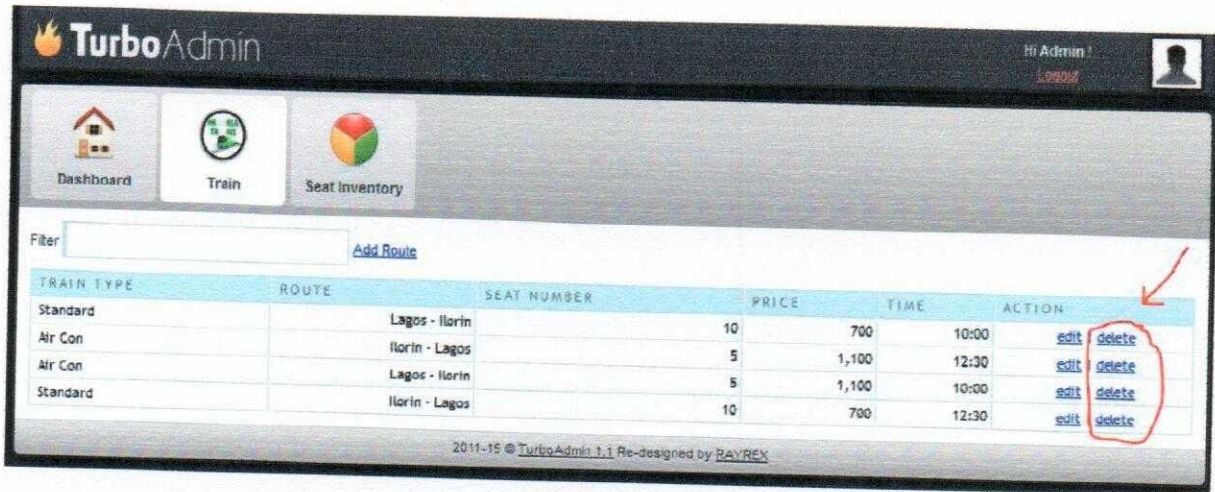 TurboAdmin
Hi Admin !
Logout
Dashboard Train Seat Inventory
Filter Add Route
TRAIN TYPE ROUTE SEAT NUMBER PRICE TIME ACTION
Standard Lagos - Ilorin 10 700 10:00 edit | delete
Air Con Ilorin - Lagos 5 1,100 12:30 edit | delete
Air Con Lagos - Ilorin 5 1,100 10:00 edit | delete
Standard Ilorin - Lagos 10 700 12:30 edit | delete
2011-15 © TurboAdmin 1.1 Re-designed by RAYREX